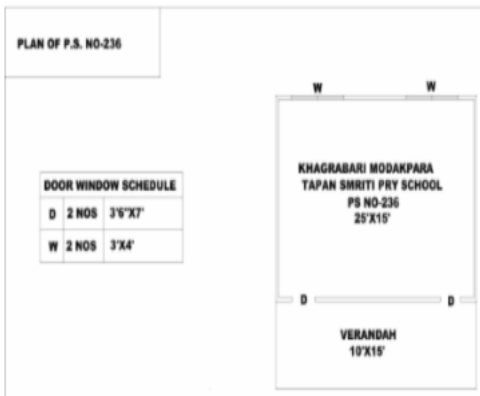 PLAN OF P.S. NO-236
W W
KHAGRABARI MODAKPARA
TAPAN SMRITI PRY SCHOOL
PS NO-236
25'X15'
DOOR WINDOW SCHEDULE
D 2 NOS 3'6"X7'
W 2 NOS 3'X4'
D D
VERANDAH
10'X15'